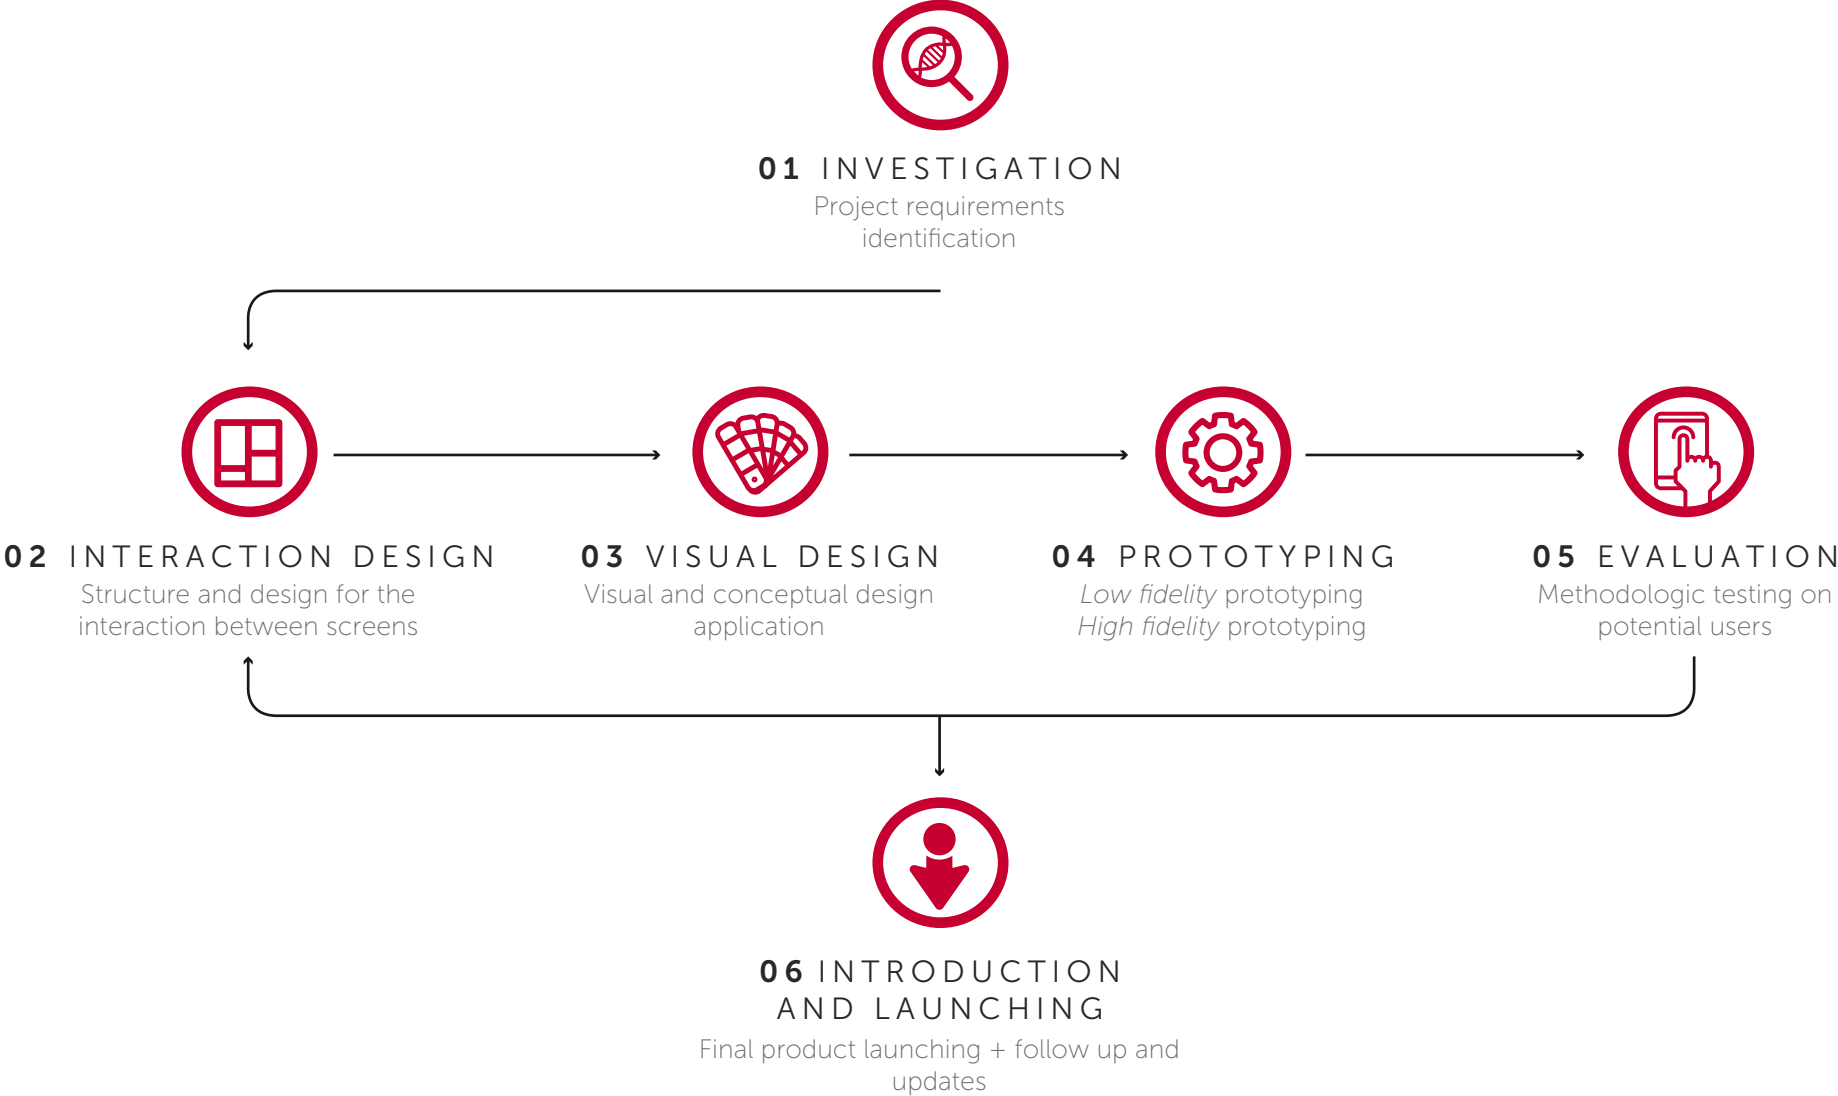 01 INVESTIGATION
Project requirements
identification
02 INTERACTION DESIGN
Structure and design for the
interaction between screens
03 VISUAL DESIGN
Visual and conceptual design
application
04 PROTOTYPING
Low fidelity prototyping
High fidelity prototyping
05 EVALUATION
Methodologic testing on
potential users
06 INTRODUCTION
AND LAUNCHING
Final product launching + follow up and
updates